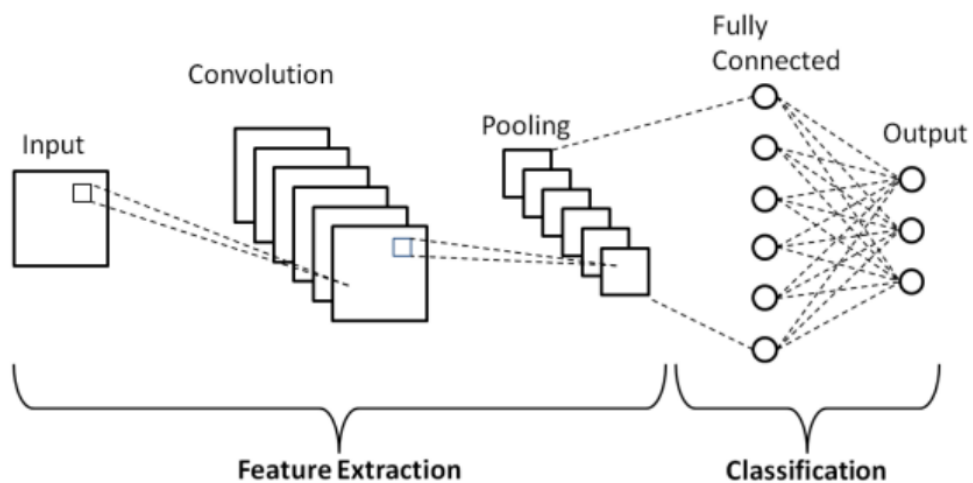 Input
Convolution
Pooling
Fully
Connected
Output
Feature Extraction
Classification